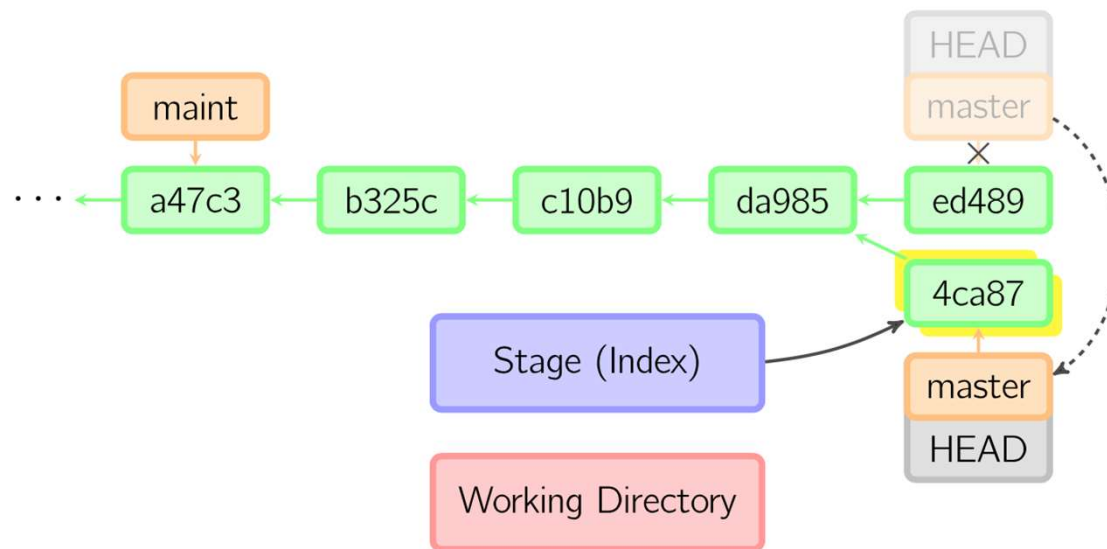 HEAD
maint
master
...
a47c3
b325c
c10b9
da985
ed489
4ca87
Stage (Index)
master
HEAD
Working Directory